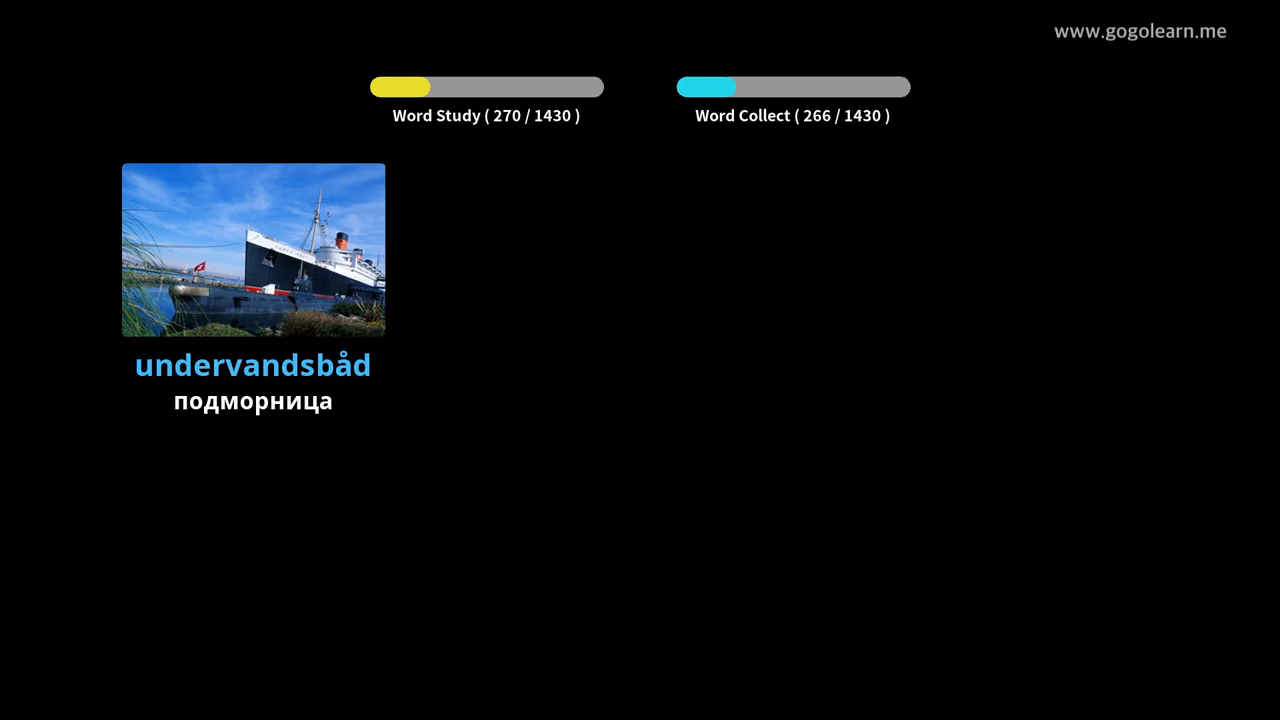 www.gogolearn.me
Word Study ( 270 / 1430 )
Word Collect ( 266 / 1430 )
undervandsbåd
подморница